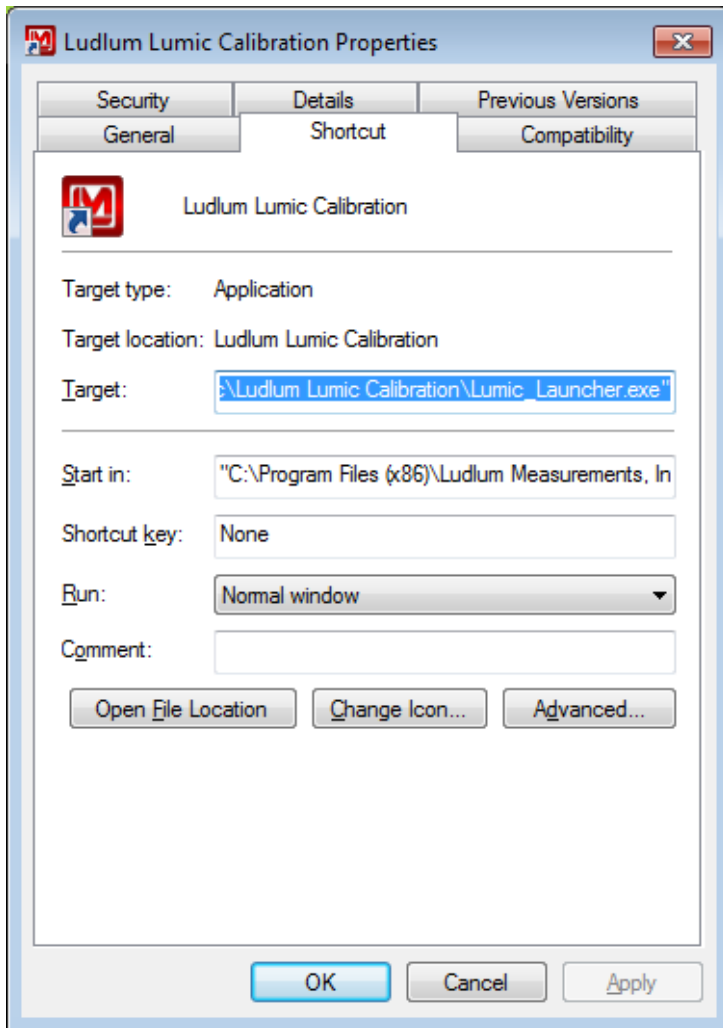 Ludlum Lumic Calibration Properties
Security Details Previous Versions
General Shortcut Compatibility
Ludlum Lumic Calibration
Target type: Application
Target location: Ludlum Lumic Calibration
Target: c\Ludlum Lumic Calibration\Lumic_Launcher.exe"
Start in: "C:\Program Files (x86)\Ludlum Measurements, In
Shortcut key: None
Run: Normal window
Comment:
Open File Location Change Icon... Advanced...
OK Cancel Apply